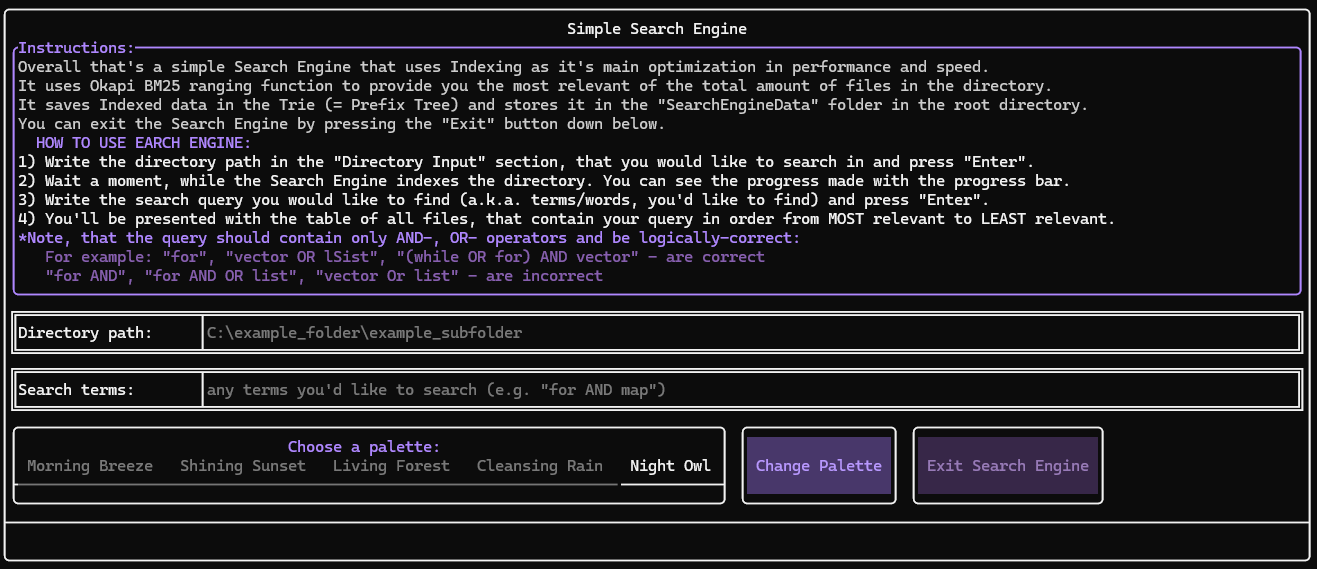 Simple Search Engine
Instructions:
Overall that's a simple Search Engine that uses Indexing as it's main optimization in performance and speed.
It uses Okapi BM25 ranging function to provide you the most relevant of the total amount of files in the directory.
It saves Indexed data in the Trie (= Prefix Tree) and stores it in the "SearchEngineData" folder in the root directory.
You can exit the Search Engine by pressing the "Exit" button down below.
HOW TO USE EARCH ENGINE:
1) Write the directory path in the "Directory Input" section, that you would like to search in and press "Enter".
2) Wait a moment, while the Search Engine indexes the directory. You can see the progress made with the progress bar.
3) Write the search query you would like to find (a.k.a. terms/words, you'd like to find) and press "Enter".
4) You'll be presented with the table of all files, that contain your query in order from MOST relevant to LEAST relevant.
*Note, that the query should contain only AND-, OR- operators and be logically-correct:
For example: "for", "vector OR lSist", "(while OR for) AND vector" - are correct
"for AND", "for AND OR list", "vector Or list" - are incorrect
Directory path: C:\example_folder\example_subfolder
Search terms: any terms you'd like to search (e.g. "for AND map")
Choose a palette:
Morning Breeze Shining Sunset Living Forest Cleansing Rain Night Owl Change Palette Exit Search Engine